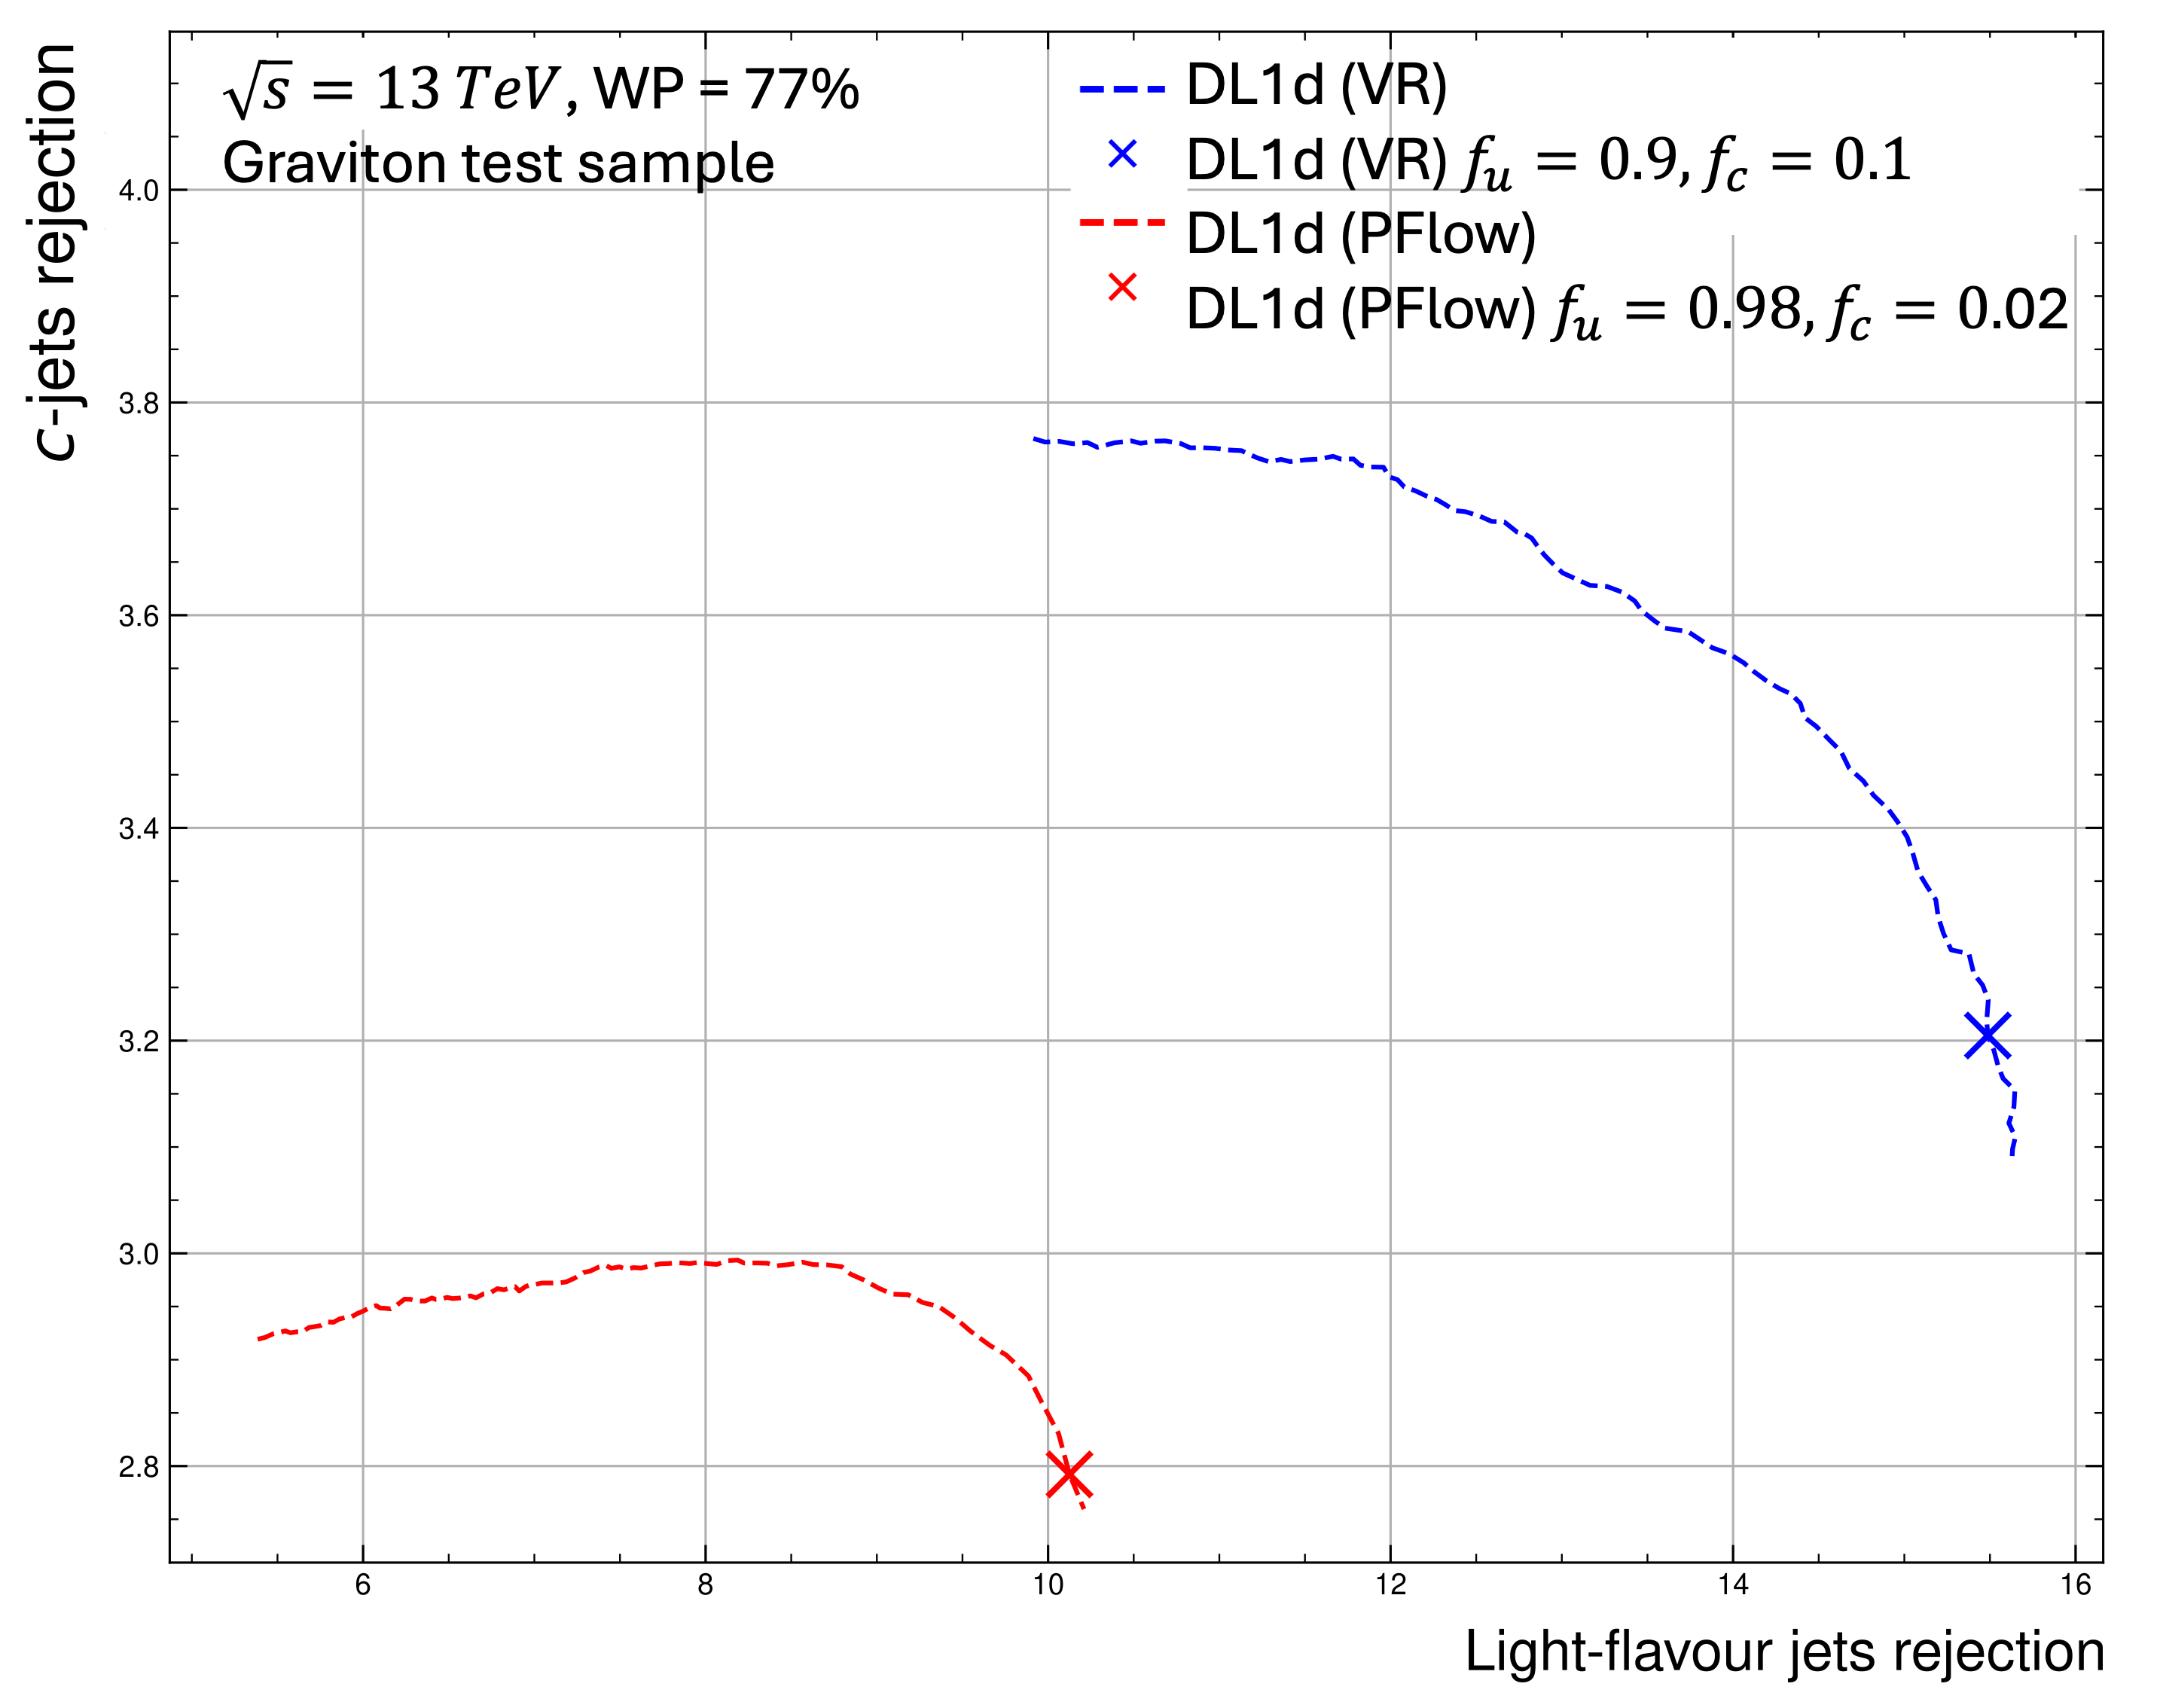 c-jets rejection
√s = 13 TeV, WP = 77%
Graviton test sample
DL1d (VR)
DL1d (VR) fᵤ = 0.9, f_c = 0.1
DL1d (PFlow)
DL1d (PFlow) fᵤ = 0.98, f_c = 0.02
4.0
3.8
3.6
3.4
3.2
3.0
2.8
6 8 10 12 14 16
Light-flavour jets rejection